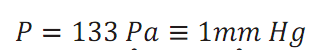 P = 133 Pa ≡ 1mm Hg